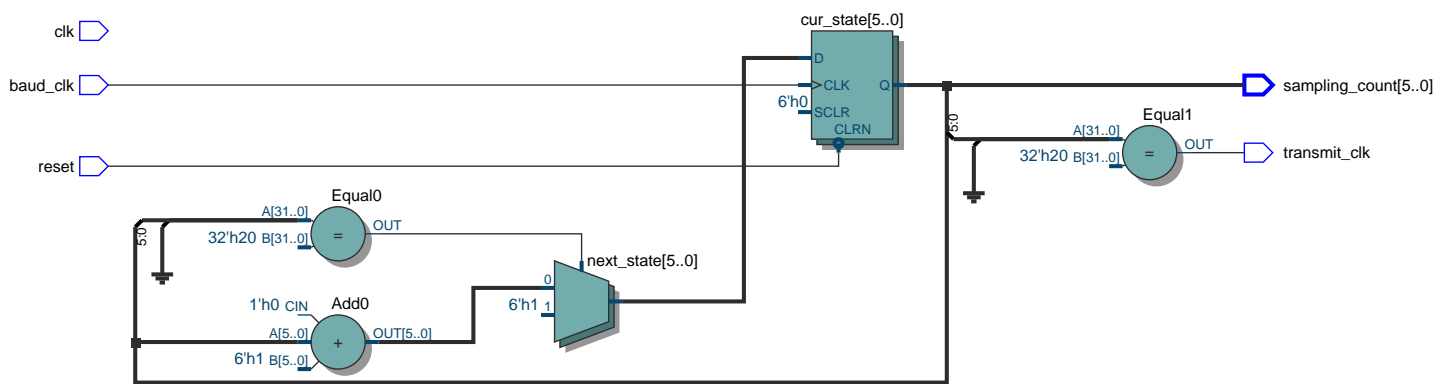 cur_state[5..0]
clk
D
baud_clk
CLK
Q
sampling_count[5..0]
6'h0
SCLR
5:0
Equal1
CLRN
A[31..0]
OUT
=
32'h20 B[31..0]
transmit_clk
reset
Equal0
A[31..0]
OUT
5:0
=
32'h20 B[31..0]
next_state[5..0]
0
6'h1 1
1'h0 CIN
Add0
A[5..0]
OUT[5..0]
+
6'h1 B[5..0]